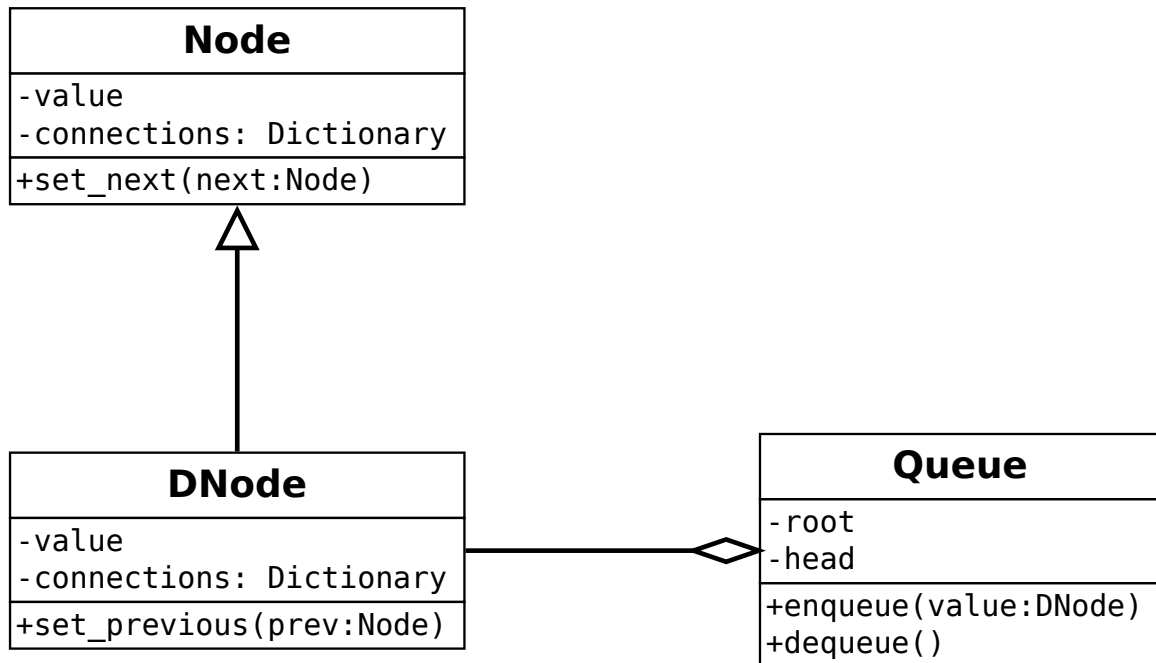 Node
-value
-connections: Dictionary
+set_next(next:Node)
DNode
-value
-connections: Dictionary
+set_previous(prev:Node)
Queue
-root
-head
+enqueue(value:DNode)
+dequeue()